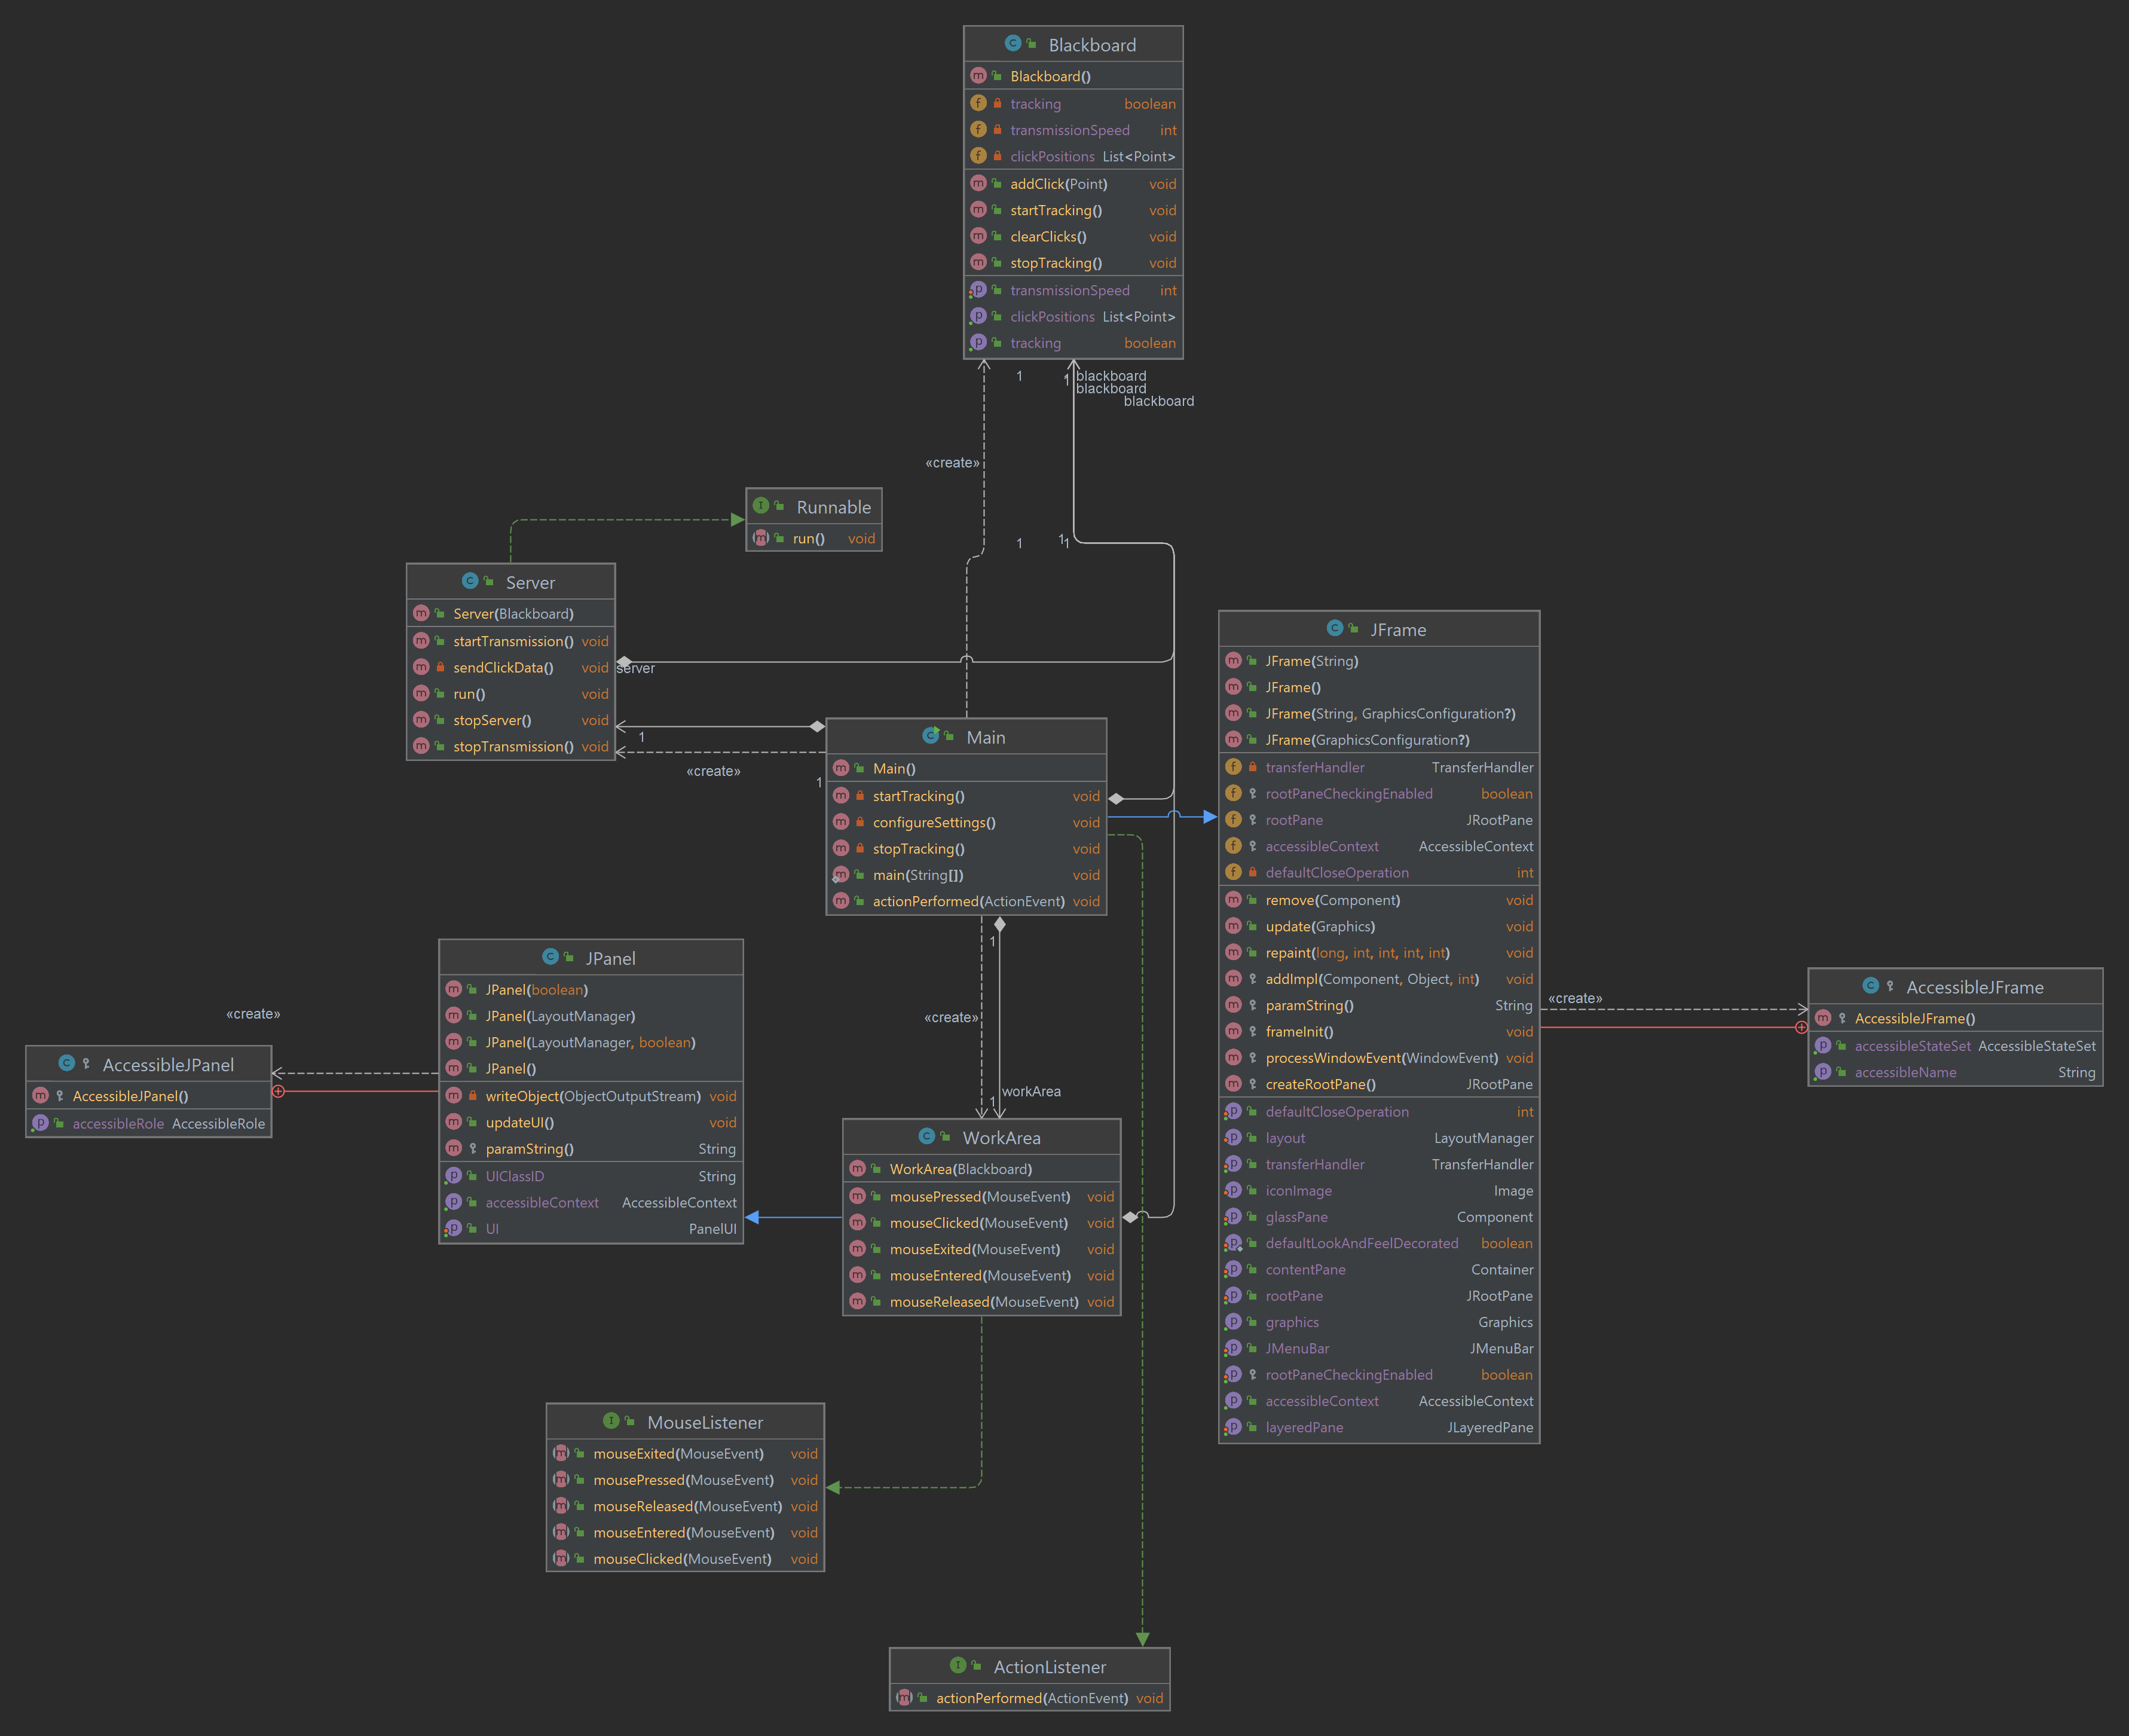 Blackboard
Blackboard()
tracking boolean
transmissionSpeed int
clickPositions List<Point>
addClick(Point) void
startTracking() void
clearClicks() void
stopTracking() void
transmissionSpeed int
clickPositions List<Point>
tracking boolean
1
1
blackboard
blackboard
blackboard
«create»
Runnable
run() void
1
1
1
Server
Server(Blackboard)
startTransmission() void
sendClickData() void
run() void
stopServer() void
stopTransmission() void
server
1
«create»
1
Main
Main()
startTracking() void
configureSettings() void
stopTracking() void
main(String[]) void
actionPerformed(ActionEvent) void
JFrame
JFrame(String)
JFrame()
JFrame(String, GraphicsConfiguration?)
JFrame(GraphicsConfiguration?)
transferHandler TransferHandler
rootPaneCheckingEnabled boolean
rootPane JRootPane
accessibleContext AccessibleContext
defaultCloseOperation int
remove(Component) void
update(Graphics) void
repaint(long, int, int, int, int) void
addImpl(Component, Object, int) void
paramString() String
frameInit() void
processWindowEvent(WindowEvent) void
createRootPane() JRootPane
defaultCloseOperation int
layout LayoutManager
transferHandler TransferHandler
iconImage Image
glassPane Component
defaultLookAndFeelDecorated boolean
contentPane Container
rootPane JRootPane
graphics Graphics
JMenuBar JMenuBar
rootPaneCheckingEnabled boolean
accessibleContext AccessibleContext
layeredPane JLayeredPane
«create»
AccessibleJFrame
AccessibleJFrame()
accessibleStateSet AccessibleStateSet
accessibleName String
1
«create»
workArea
1
JPanel
JPanel(boolean)
JPanel(LayoutManager)
JPanel(LayoutManager, boolean)
JPanel()
writeObject(ObjectOutputStream) void
updateUI() void
paramString() String
UIClassID String
accessibleContext AccessibleContext
UI PanelUI
«create»
AccessibleJPanel
AccessibleJPanel()
accessibleRole AccessibleRole
WorkArea
WorkArea(Blackboard)
mousePressed(MouseEvent) void
mouseClicked(MouseEvent) void
mouseExited(MouseEvent) void
mouseEntered(MouseEvent) void
mouseReleased(MouseEvent) void
MouseListener
mouseExited(MouseEvent) void
mousePressed(MouseEvent) void
mouseReleased(MouseEvent) void
mouseEntered(MouseEvent) void
mouseClicked(MouseEvent) void
ActionListener
actionPerformed(ActionEvent) void